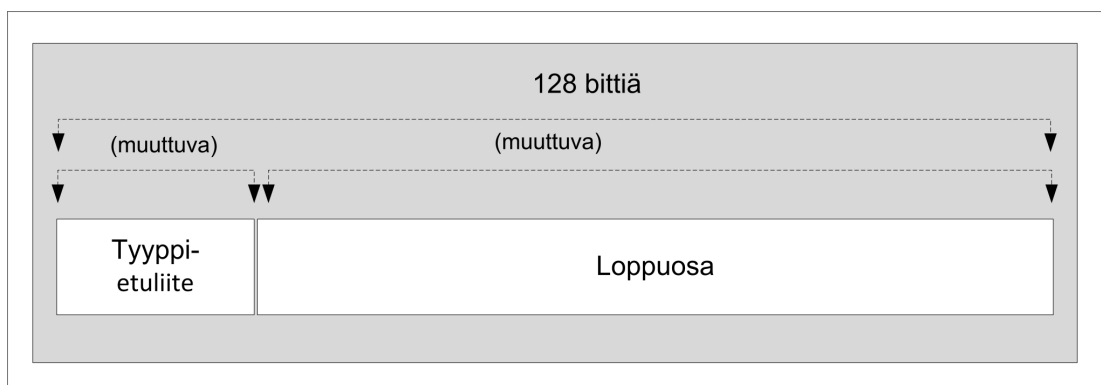 128 bittiä
(muuttuva)
(muuttuva)
Tyyppi-
etuliite
Loppuosa